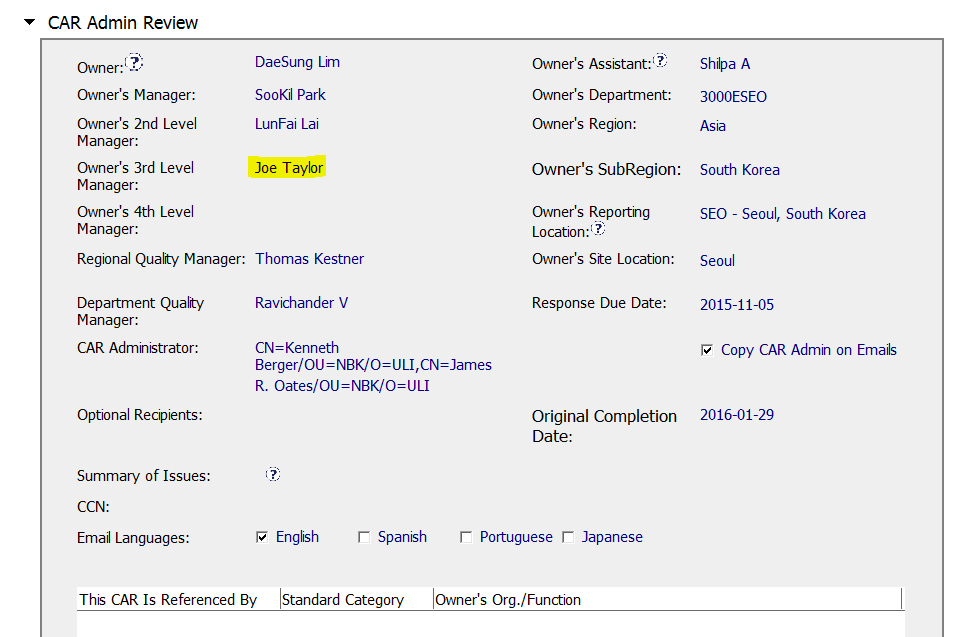 CAR Admin Review
Owner: ?
DaeSung Lim
Owner's Assistant: ?
Shilpa A
Owner's Manager:
SooKil Park
Owner's Department:
3000ESEO
Owner's 2nd Level
Manager:
LunFai Lai
Owner's Region:
Asia
Owner's 3rd Level
Manager:
Joe Taylor
Owner's SubRegion:
South Korea
Owner's 4th Level
Manager:
Owner's Reporting
Location: ?
SEO - Seoul, South Korea
Regional Quality Manager:
Thomas Kestner
Owner's Site Location:
Seoul
Department Quality
Manager:
Ravichander V
Response Due Date:
2015-11-05
CAR Administrator:
CN=Kenneth
Berger/OU=NBK/O=ULI,CN=James
R. Oates/OU=NBK/O=ULI
Copy CAR Admin on Emails
Optional Recipients:
Original Completion
Date:
2016-01-29
Summary of Issues:
?
CCN:
Email Languages:
English
Spanish
Portuguese
Japanese
This CAR Is Referenced By
Standard Category
Owner's Org./Function